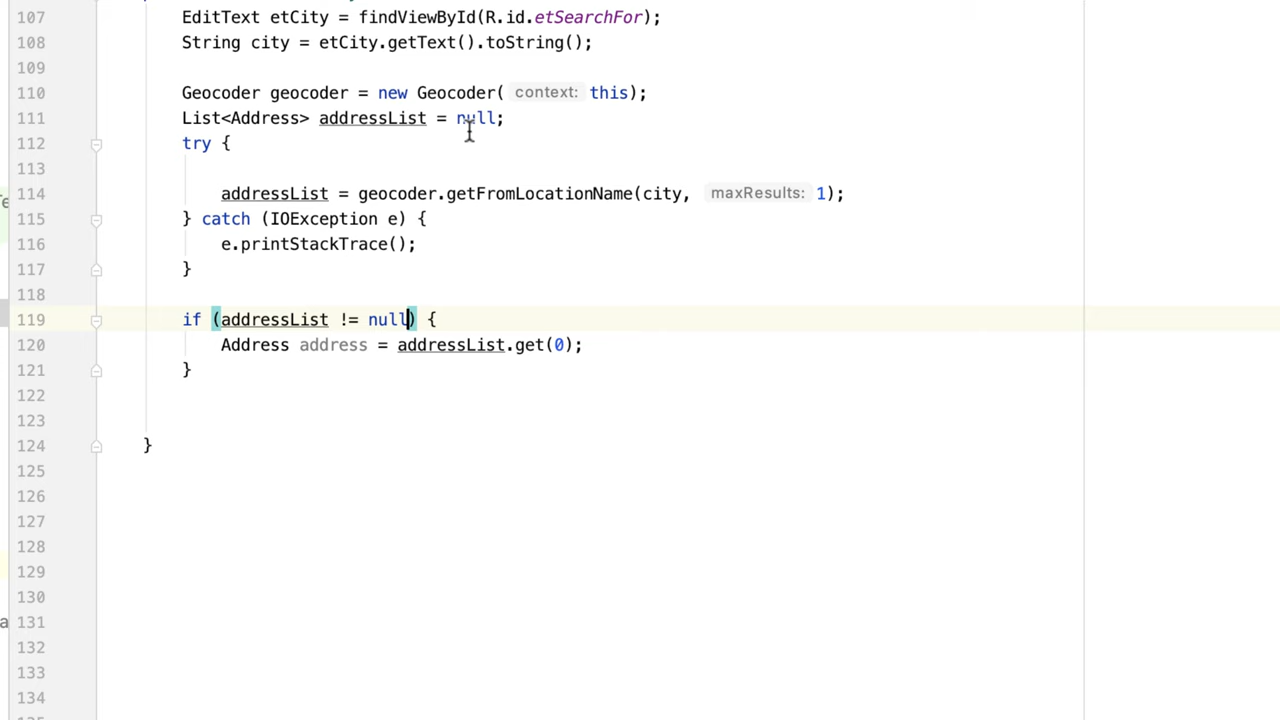 107 EditText etCity = findViewById(R.id.etSearchFor);
108 String city = etCity.getText().toString();
109
110 Geocoder geocoder = new Geocoder( context: this);
111 List<Address> addressList = null;
112 try {
113
114 addressList = geocoder.getFromLocationName(city, maxResults: 1);
115 } catch (IOException e) {
116 e.printStackTrace();
117 }
118
119 if (addressList != null) {
120 Address address = addressList.get(0);
121 }
122
123
124 }
125
126
127
128
129
130
131
132
133
134